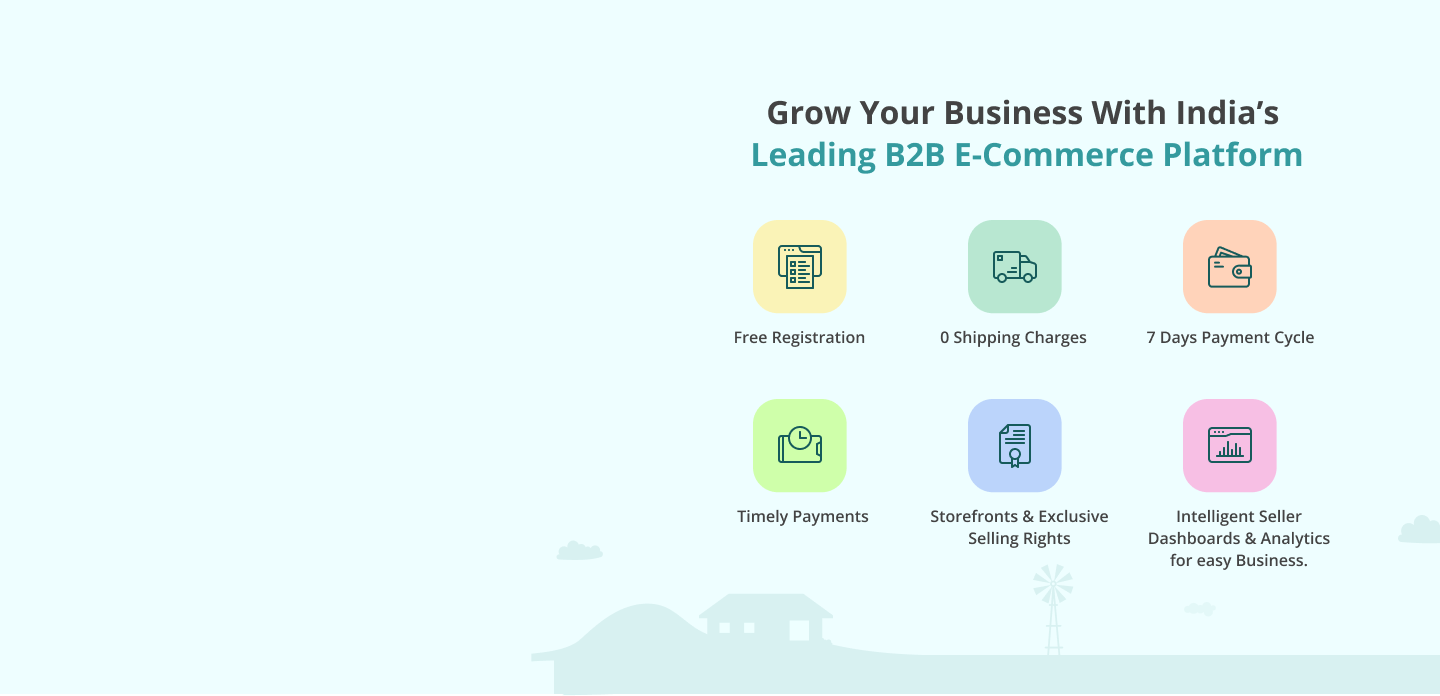 Grow Your Business With India’s
Leading B2B E-Commerce Platform
Free Registration
0 Shipping Charges
7 Days Payment Cycle
Timely Payments
Storefronts & Exclusive
Selling Rights
Intelligent Seller
Dashboards & Analytics
for easy Business.